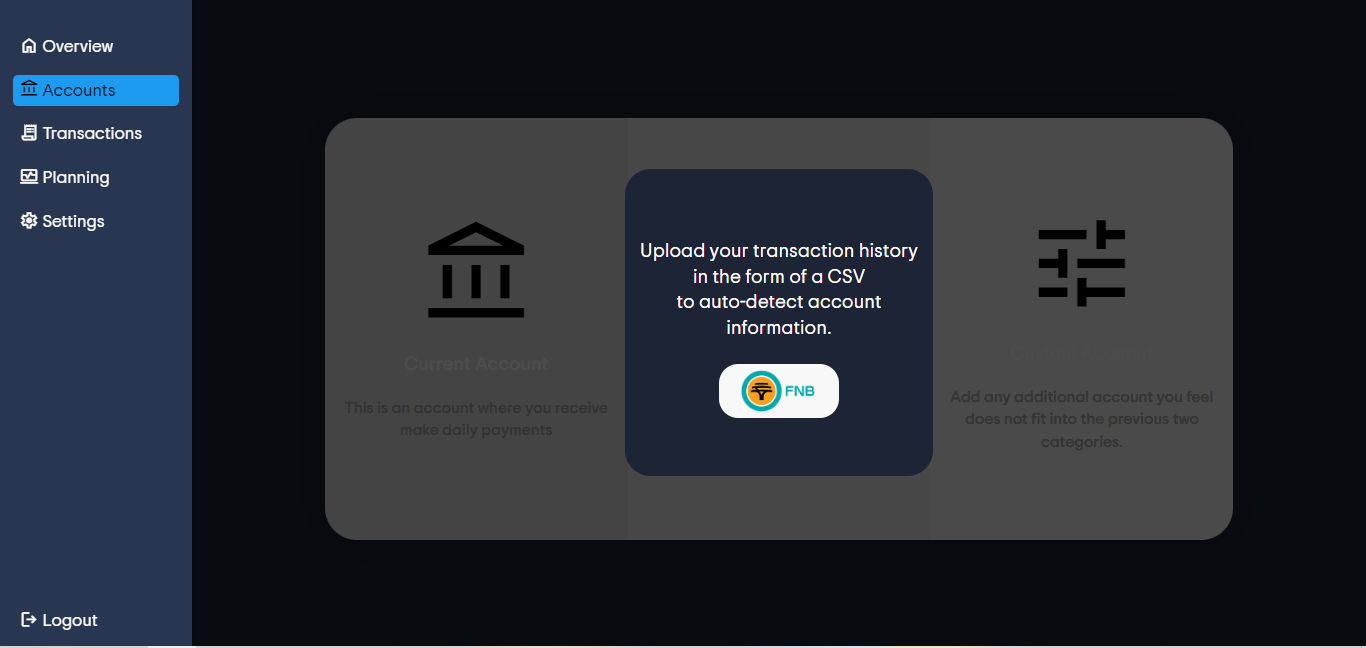 Overview
Accounts
Transactions
Planning
Settings
Logout
Current Account
This is an account where you receive
make daily payments
Upload your transaction history
in the form of a CSV
to auto-detect account
information.
FNB
Add any additional account you feel
does not fit into the previous two
categories.